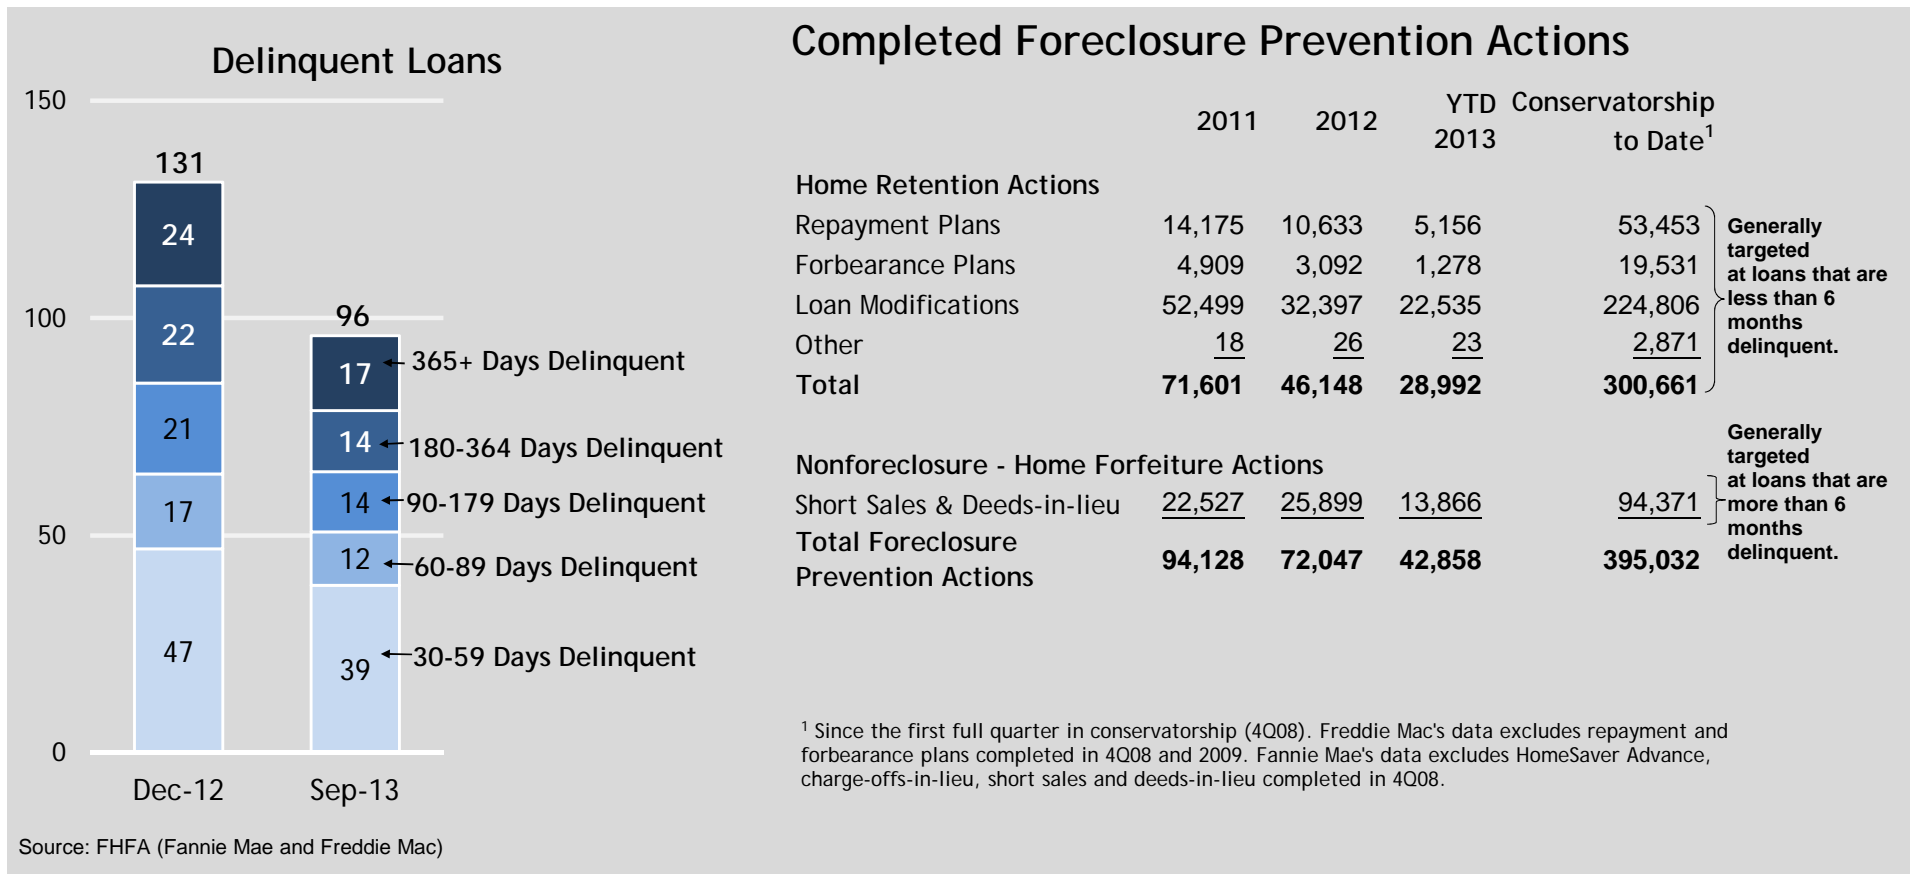 Delinquent Loans
150
100
50
0
131
24
22
21
17
47
96
17
14
14
12
39
365+ Days Delinquent
180-364 Days Delinquent
90-179 Days Delinquent
60-89 Days Delinquent
30-59 Days Delinquent
Dec-12 Sep-13
Source: FHFA (Fannie Mae and Freddie Mac)
Completed Foreclosure Prevention Actions
2011 2012 YTD 2013 Conservatorship to Date¹
Home Retention Actions
Repayment Plans 14,175 10,633 5,156 53,453
Forbearance Plans 4,909 3,092 1,278 19,531
Loan Modifications 52,499 32,397 22,535 224,806
Other 18 26 23 2,871
Total 71,601 46,148 28,992 300,661
Generally
targeted
at loans that are
less than 6
months
delinquent.
Nonforeclosure - Home Forfeiture Actions
Short Sales & Deeds-in-lieu 22,527 25,899 13,866 94,371
Total Foreclosure
Prevention Actions 94,128 72,047 42,858 395,032
Generally
targeted
at loans that are
more than 6
months
delinquent.
¹ Since the first full quarter in conservatorship (4Q08). Freddie Mac's data excludes repayment and
forbearance plans completed in 4Q08 and 2009. Fannie Mae's data excludes HomeSaver Advance,
charge-offs-in-lieu, short sales and deeds-in-lieu completed in 4Q08.